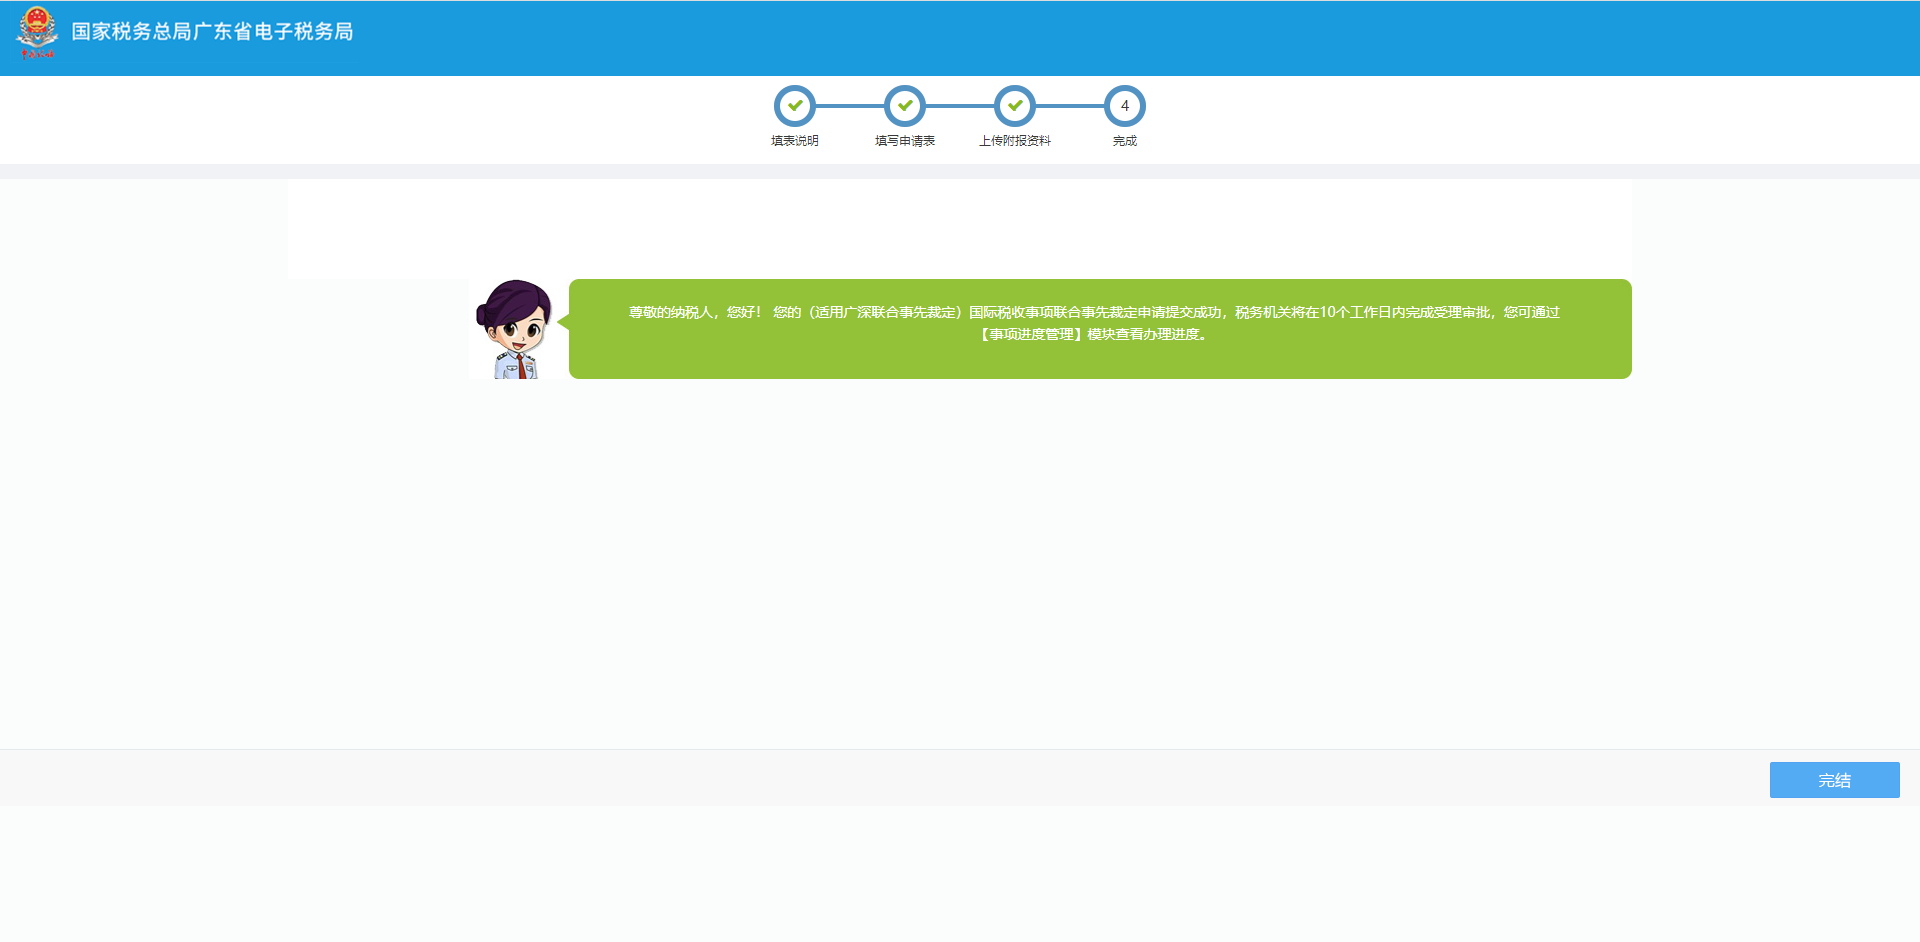 国家税务总局广东省电子税务局
4
填表说明 填写申请表 上传附报资料 完成
尊敬的纳税人，您好！ 您的（适用广深联合事先裁定）国际税收事项联合事先裁定申请提交成功，税务机关将在10个工作日内完成受理审批，您可通过
【事项进度管理】模块查看办理进度。
完结